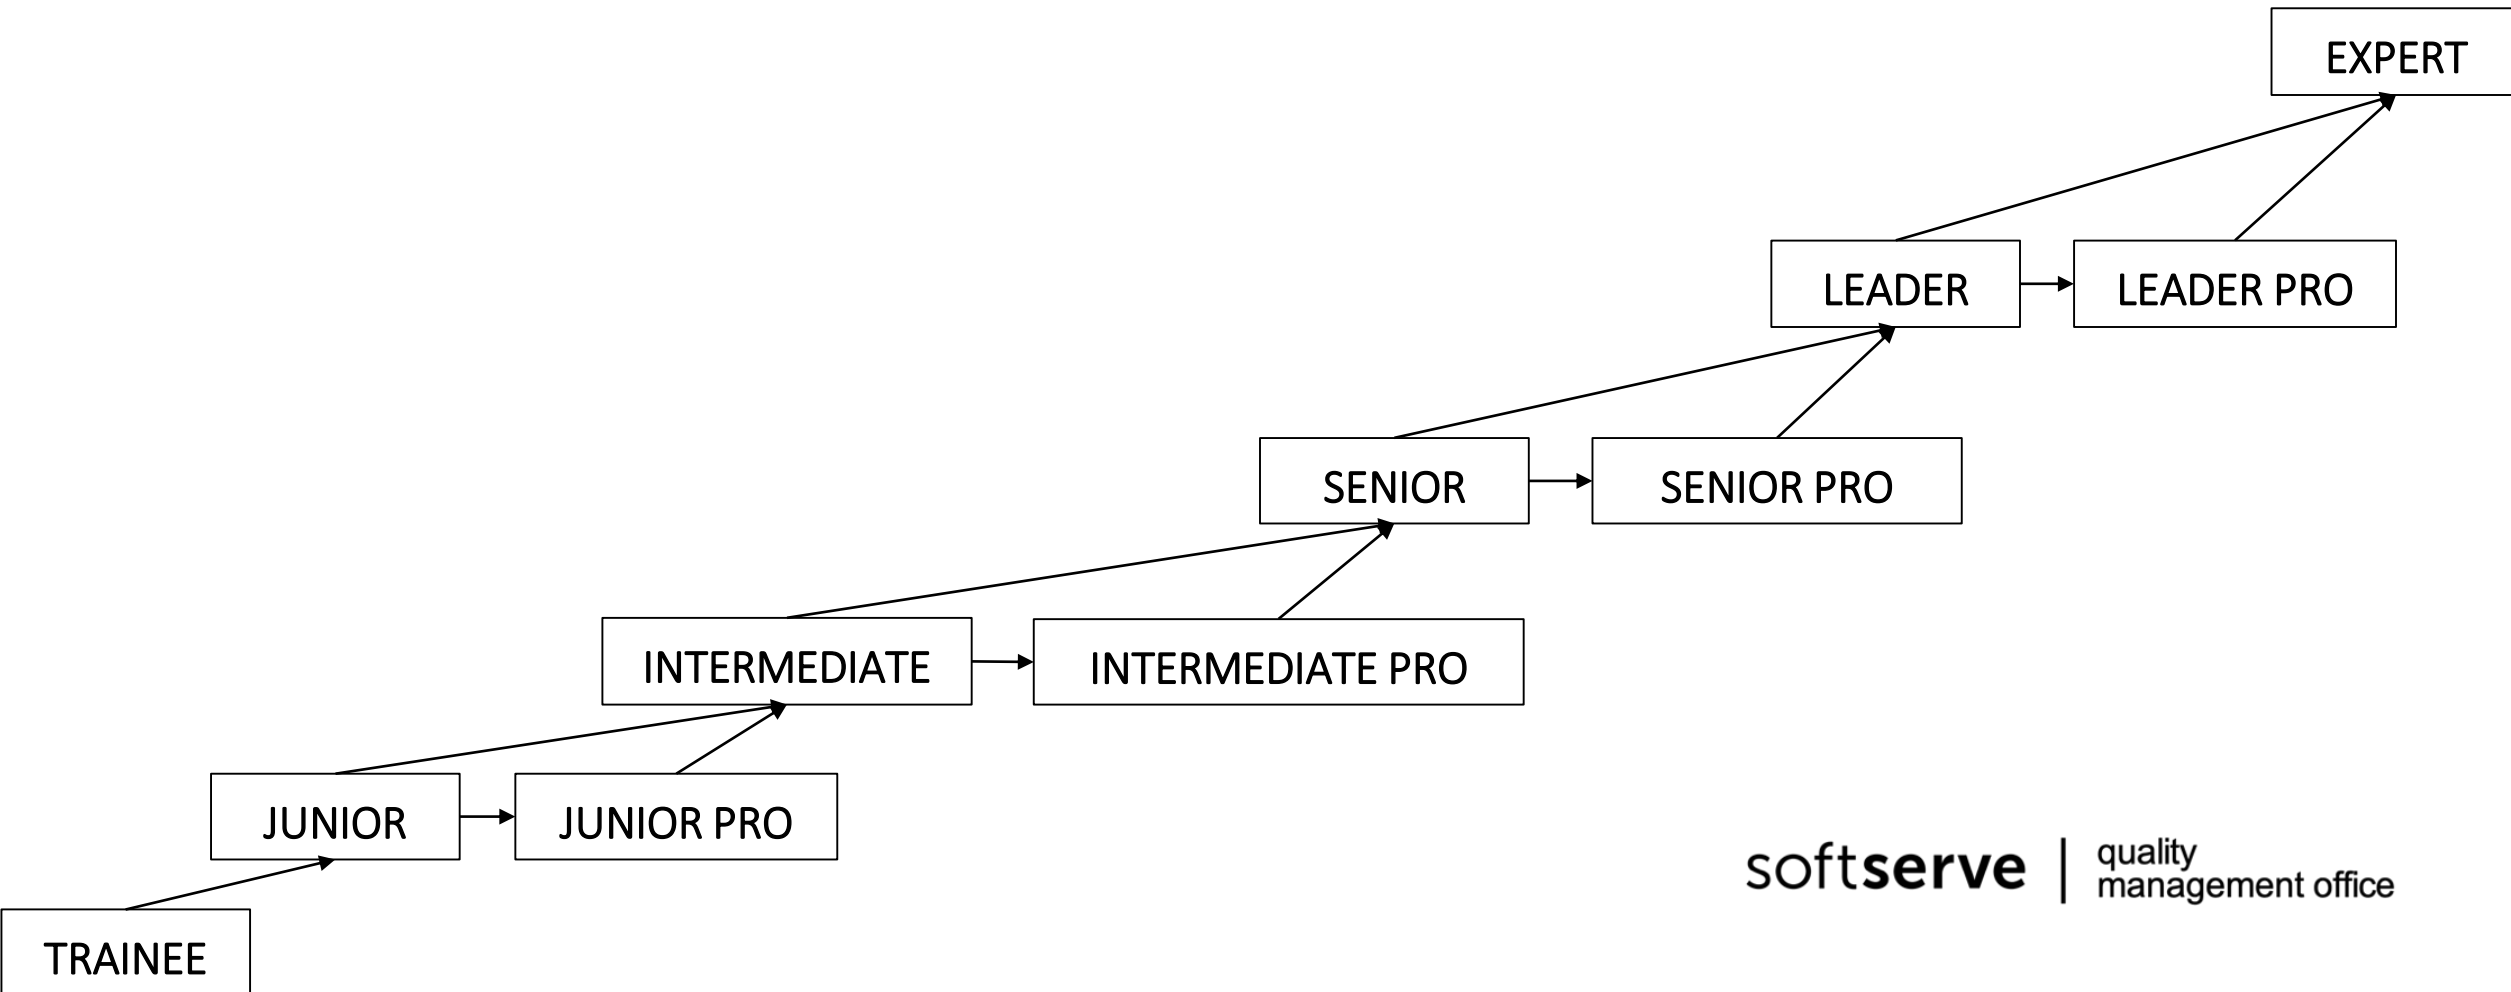 EXPERT
LEADER
LEADER PRO
SENIOR
SENIOR PRO
INTERMEDIATE
INTERMEDIATE PRO
JUNIOR
JUNIOR PRO
TRAINEE
softserve
quality
management office